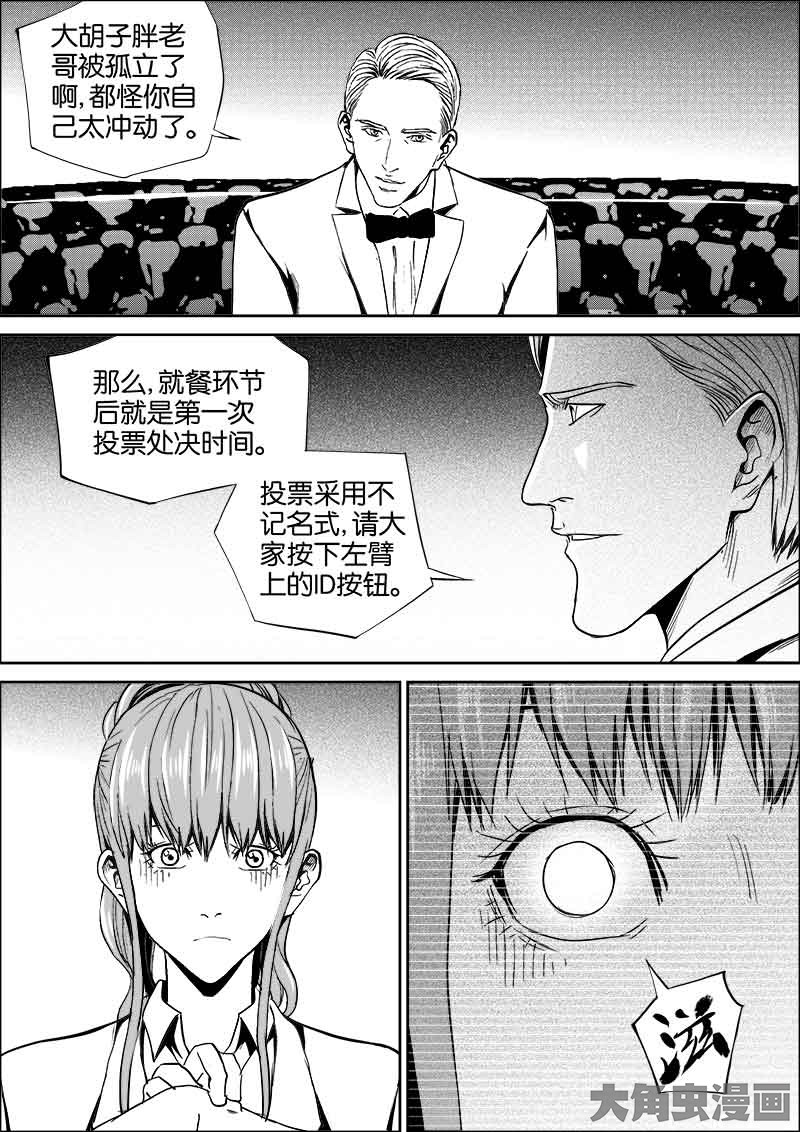 大胡子胖老
哥被孤立了
啊,都怪你自
己太冲动了。
那么,就餐环节
后就是第一次
投票处决时间。
投票采用不
记名式,请大
家按下左臂
上的ID按钮。
滋
大角虫漫画